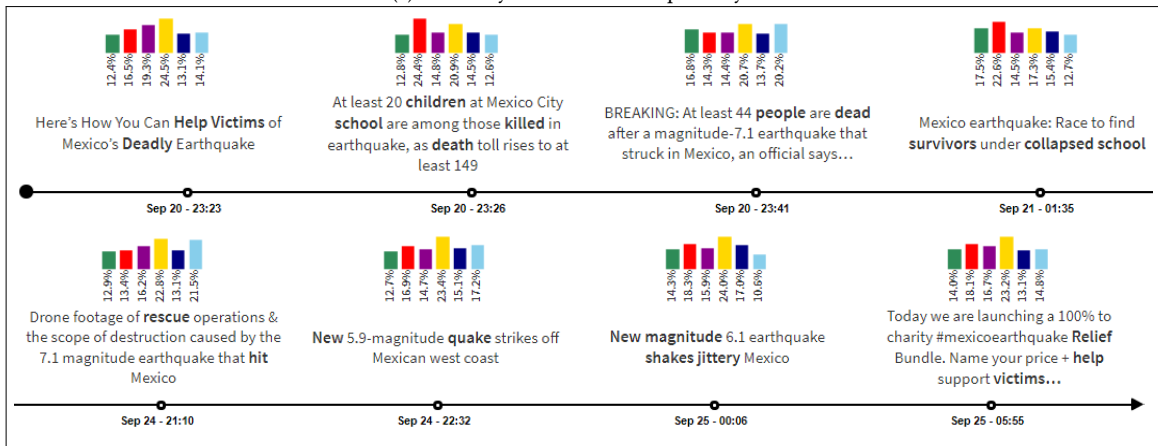 12.4% 16.5% 19.3% 24.5% 13.1% 14.1%
12.8% 24.4% 14.8% 20.9% 14.5% 12.6%
16.8% 14.3% 14.4% 20.7% 13.7% 20.2%
17.5% 22.6% 14.5% 17.3% 15.4% 12.7%
Here's How You Can Help Victims of
Mexico's Deadly Earthquake
At least 20 children at Mexico City
school are among those killed in
earthquake, as death toll rises to at
least 149
BREAKING: At least 44 people are dead
after a magnitude-7.1 earthquake that
struck in Mexico, an official says…
Mexico earthquake: Race to find
survivors under collapsed school
Sep 20 - 23:23
Sep 20 - 23:26
Sep 20 - 23:41
Sep 21 - 01:35
12.9% 13.4% 16.2% 22.8% 13.1% 21.5%
12.7% 16.9% 14.7% 23.4% 15.1% 17.2%
14.3% 18.3% 15.9% 24.0% 17.0% 10.6%
14.0% 18.1% 16.7% 23.2% 13.1% 14.8%
Drone footage of rescue operations &
the scope of destruction caused by the
7.1 magnitude earthquake that hit
Mexico
New 5.9-magnitude quake strikes off
Mexican west coast
New magnitude 6.1 earthquake
shakes jittery Mexico
Today we are launching a 100% to
charity #mexicoearthquake Relief
Bundle. Name your price + help
support victims…
Sep 24 - 21:10
Sep 24 - 22:32
Sep 25 - 00:06
Sep 25 - 05:55